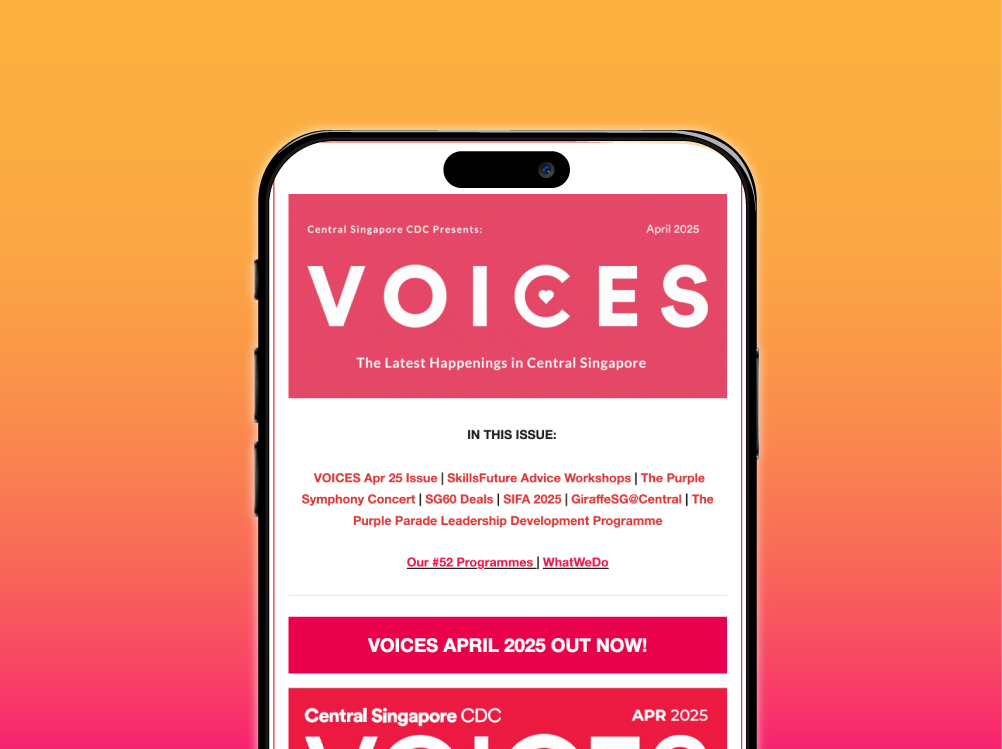 Central Singapore CDC Presents:
April 2025
VOICES
The Latest Happenings in Central Singapore
IN THIS ISSUE:
VOICES Apr 25 Issue | SkillsFuture Advice Workshops | The Purple
Symphony Concert | SG60 Deals | SIFA 2025 | GiraffeSG@Central | The
Purple Parade Leadership Development Programme
Our #52 Programmes | WhatWeDo
VOICES APRIL 2025 OUT NOW!
Central Singapore CDC
APR 2025
VOICES